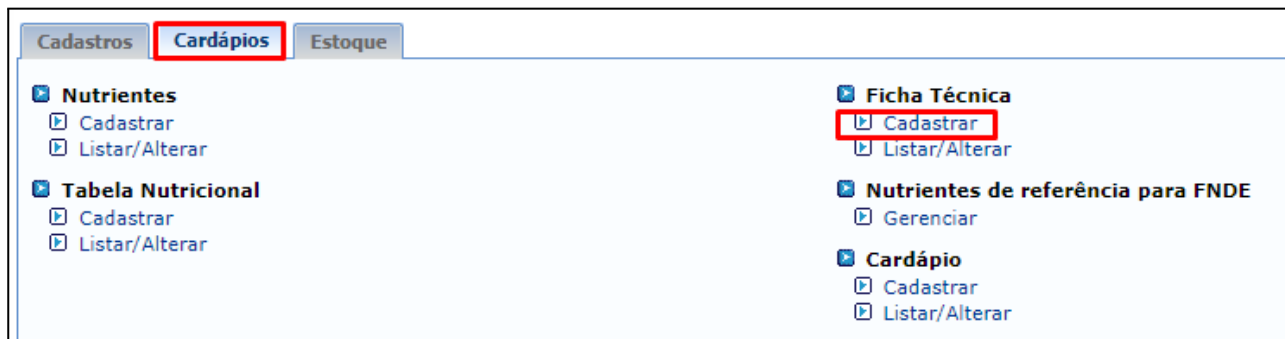 Cadastros Cardápios Estoque
Nutrientes
Cadastrar
Listar/Alterar
Tabela Nutricional
Cadastrar
Listar/Alterar
Ficha Técnica
Cadastrar
Listar/Alterar
Nutrientes de referência para FNDE
Gerenciar
Cardápio
Cadastrar
Listar/Alterar